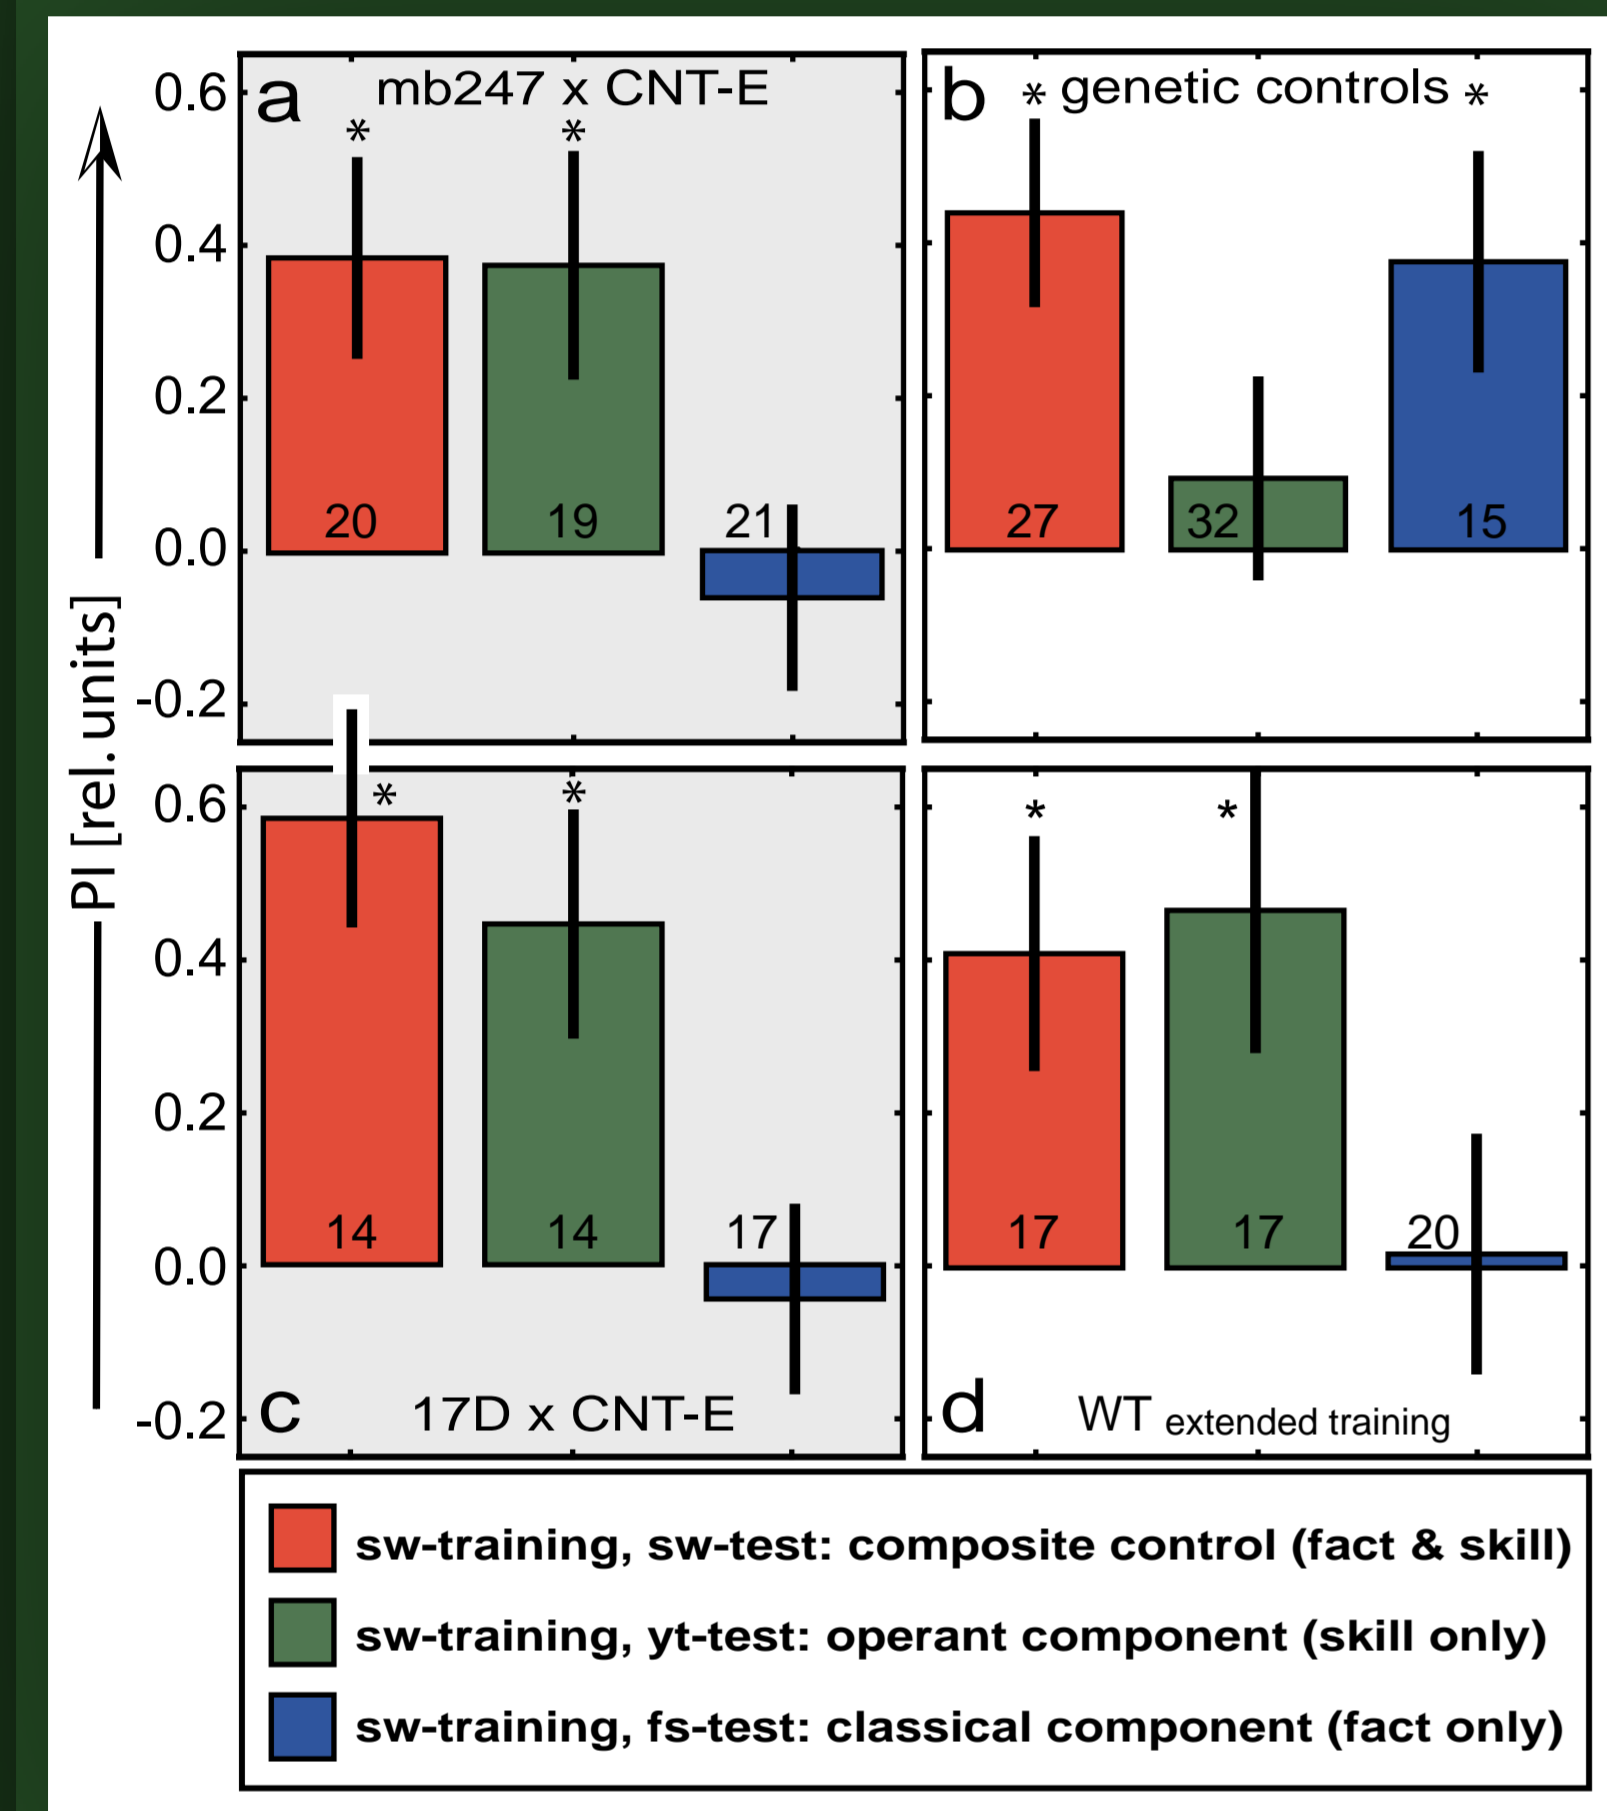 a mb247 x CNT-E
* *
0.6
0.4
0.2
0.0
-0.2
20 19 21
b * genetic controls *
27 32 15
PI [rel. units]
* *
0.6
0.4
0.2
0.0
-0.2
14 14 17
c 17D x CNT-E
* *
17 17 20
d WT extended training
sw-training, sw-test: composite control (fact & skill)
sw-training, yt-test: operant component (skill only)
sw-training, fs-test: classical component (fact only)